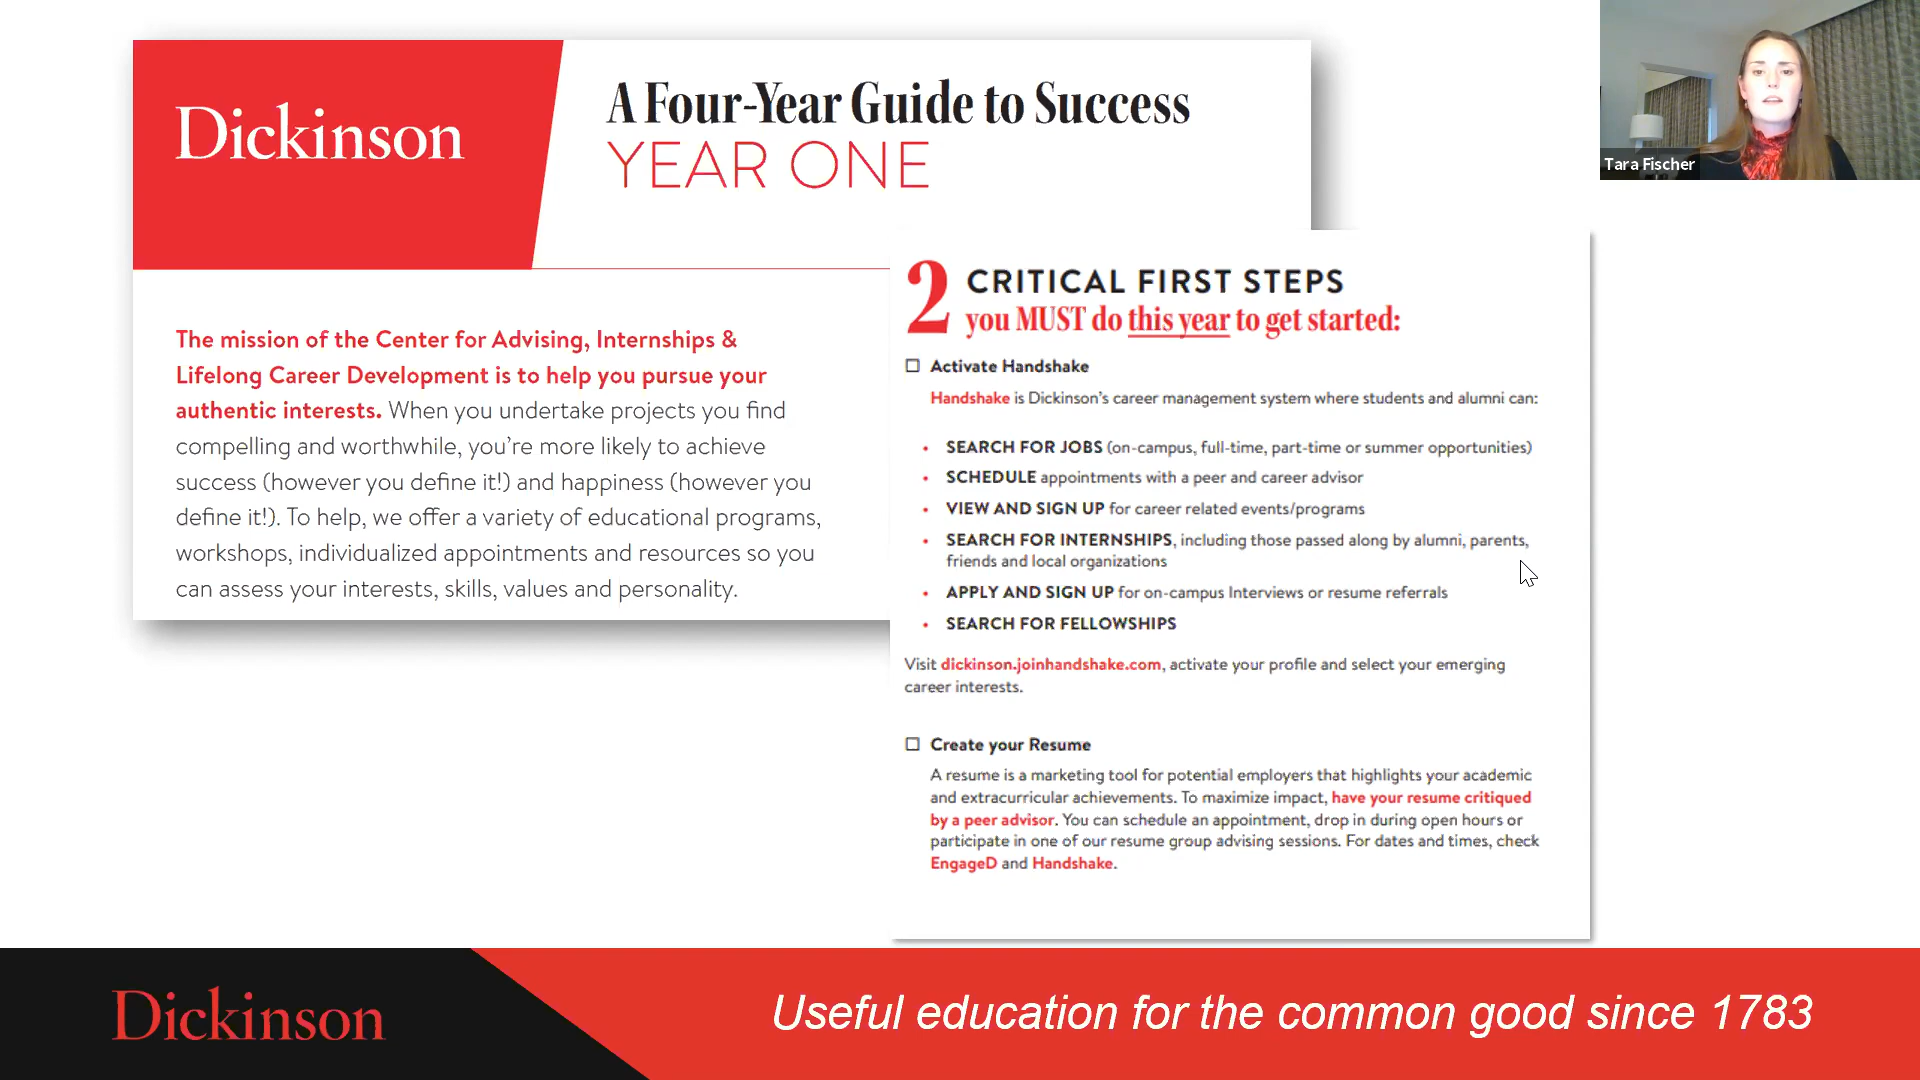 Dickinson
A Four-Year Guide to Success
YEAR ONE
The mission of the Center for Advising, Internships &
Lifelong Career Development is to help you pursue your
authentic interests. When you undertake projects you find
compelling and worthwhile, you're more likely to achieve
success (however you define it!) and happiness (however you
define it!). To help, we offer a variety of educational programs,
workshops, individualized appointments and resources so you
can assess your interests, skills, values and personality.
2 CRITICAL FIRST STEPS
you MUST do this year to get started:
☐ Activate Handshake
Handshake is Dickinson's career management system where students and alumni can:
• SEARCH FOR JOBS (on-campus, full-time, part-time or summer opportunities)
• SCHEDULE appointments with a peer and career advisor
• VIEW AND SIGN UP for career related events/programs
• SEARCH FOR INTERNSHIPS, including those passed along by alumni, parents,
friends and local organizations
• APPLY AND SIGN UP for on-campus Interviews or resume referrals
• SEARCH FOR FELLOWSHIPS
Visit dickinson.joinhandshake.com, activate your profile and select your emerging
career interests.
☐ Create your Resume
A resume is a marketing tool for potential employers that highlights your academic
and extracurricular achievements. To maximize impact, have your resume critiqued
by a peer advisor. You can schedule an appointment, drop in during open hours or
participate in one of our resume group advising sessions. For dates and times, check
EngageD and Handshake.
Tara Fischer
Dickinson
Useful education for the common good since 1783